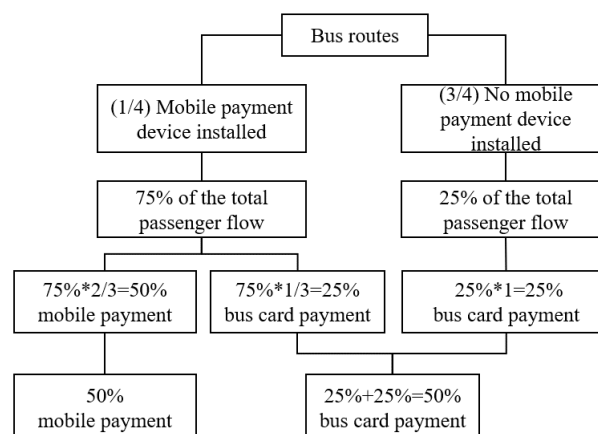 Bus routes
(1/4) Mobile payment
device installed
(3/4) No mobile
payment device
installed
75% of the total
passenger flow
25% of the total
passenger flow
75%*2/3=50%
mobile payment
75%*1/3=25%
bus card payment
25%*1=25%
bus card payment
50%
mobile payment
25%+25%=50%
bus card payment